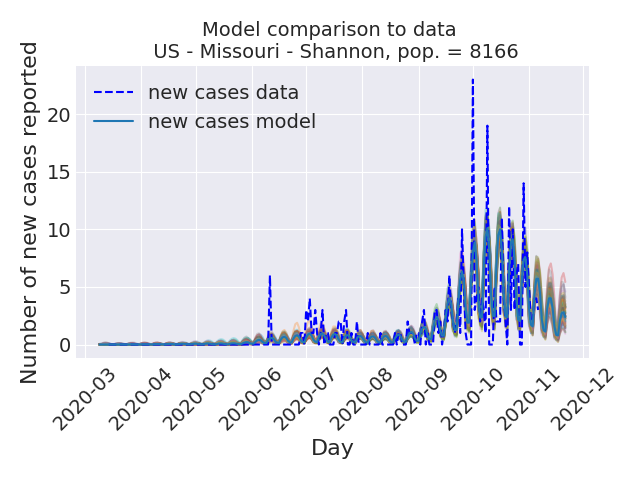 Model comparison to data
US - Missouri - Shannon, pop. = 8166
Number of new cases reported
new cases data
new cases model
20
15
10
5
0
2020-03
2020-04
2020-05
2020-06
2020-07
2020-08
2020-09
2020-10
2020-11
2020-12
Day